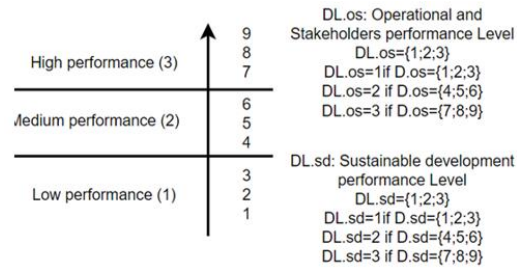 High performance (3)
Medium performance (2)
Low performance (1)
9
8
7
6
5
4
3
2
1
DL.os: Operational and
Stakeholders performance Level
DL.os={1;2;3}
DL.os=1if D.os={1;2;3}
DL.os=2 if D.os={4;5;6}
DL.os=3 if D.os={7;8;9}
DL.sd: Sustainable development
performance Level
DL.sd={1;2;3}
DL.sd=1if D.sd={1;2;3}
DL.sd=2 if D.sd={4;5;6}
DL.sd=3 if D.sd={7;8;9}